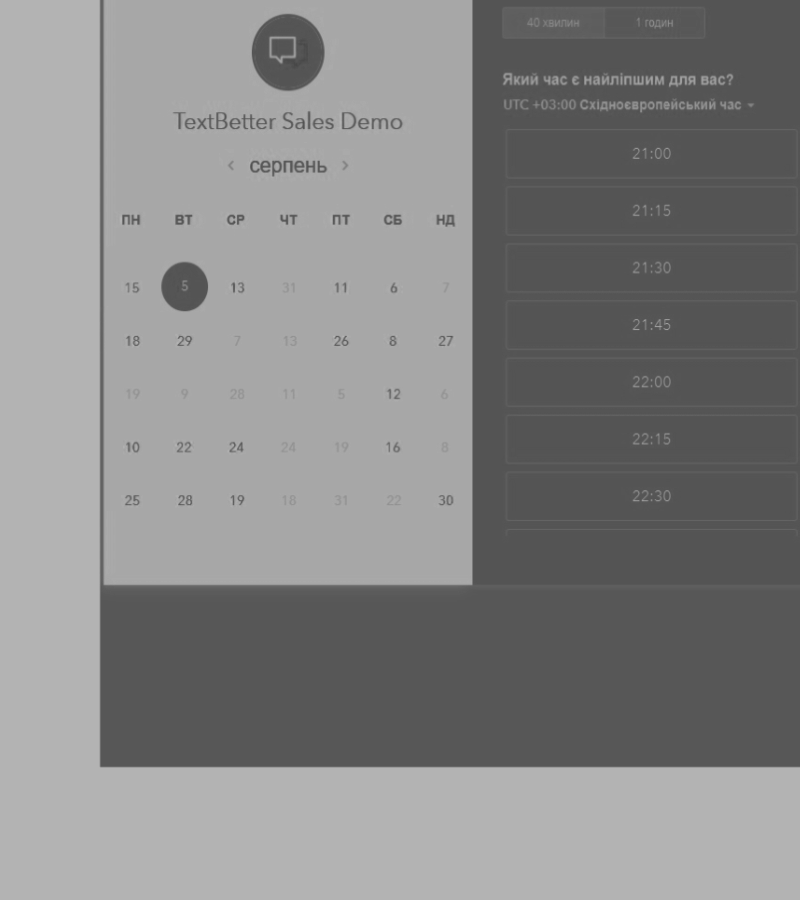 TextBetter Sales Demo
серпень
ПН ВТ СР ЧТ ПТ СБ НД
15 5 13 31 11 6 7
18 29 7 13 26 8 27
19 9 28 11 5 12 6
10 22 24 24 19 16 8
25 28 19 18 31 22 30
40 хвилин 1 годин
Який час є найліпшим для вас?
UTC +03:00 Східноєвропейський час
21:00
21:15
21:30
21:45
22:00
22:15
22:30